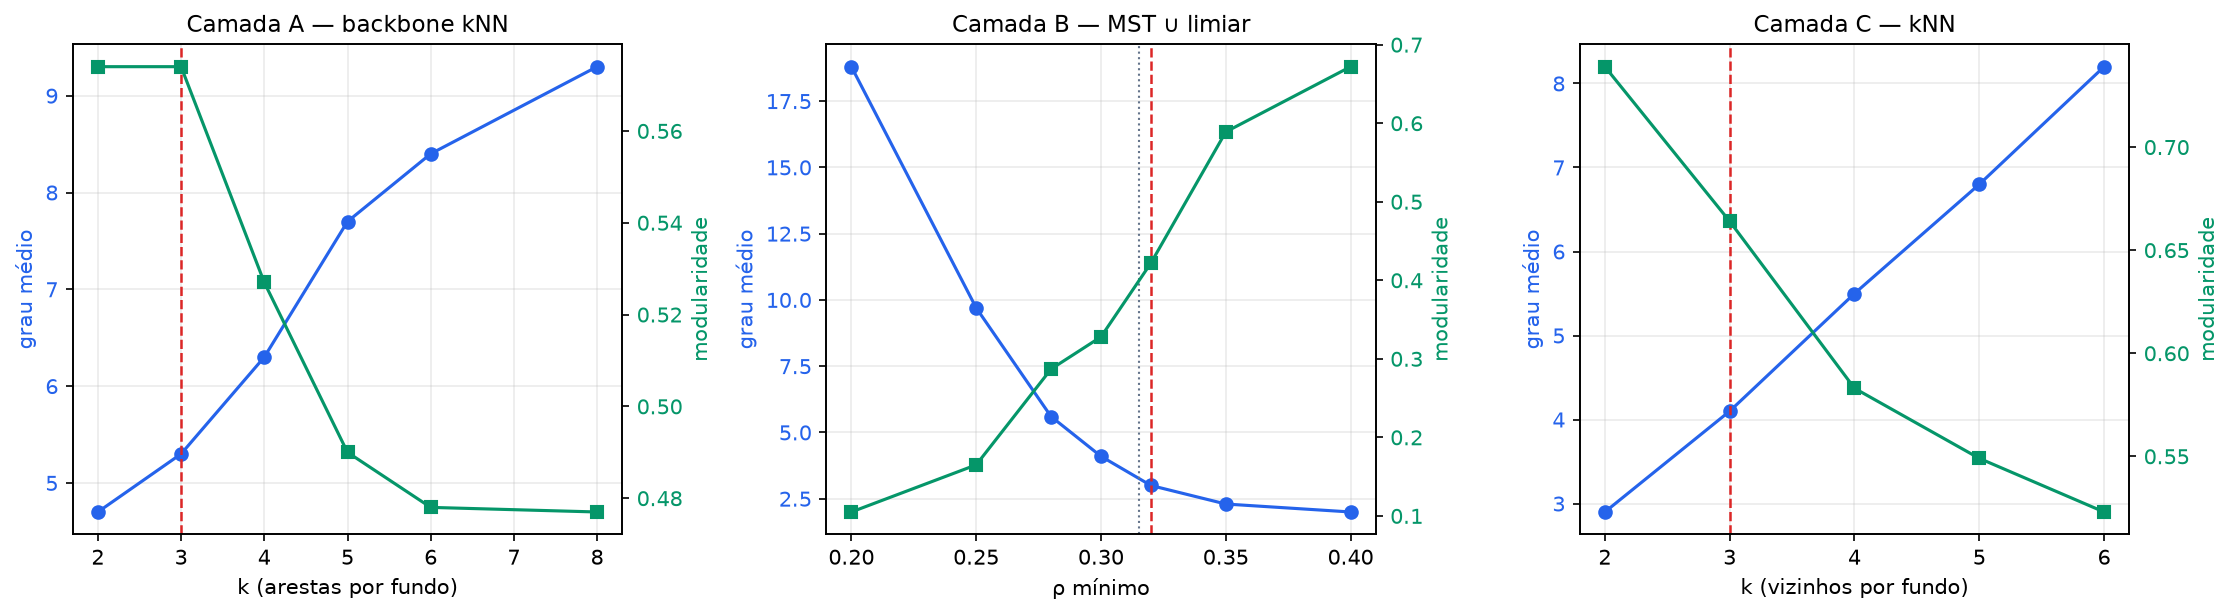 Camada A — backbone kNN
9
8
7
6
5
grau médio
0.56
0.54
0.52
0.50
0.48
modularidade
2 3 4 5 6 7 8
k (arestas por fundo)
Camada B — MST ∪ limiar
17.5
15.0
12.5
10.0
7.5
5.0
2.5
grau médio
0.7
0.6
0.5
0.4
0.3
0.2
0.1
modularidade
0.20 0.25 0.30 0.35 0.40
ρ mínimo
Camada C — kNN
8
7
6
5
4
3
grau médio
0.70
0.65
0.60
0.55
modularidade
2 3 4 5 6
k (vizinhos por fundo)